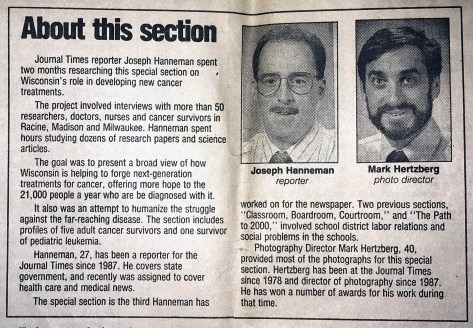 About this section
Journal Times reporter Joseph Hanneman spent
two months researching this special section on
Wisconsin's role in developing new cancer
treatments.
The project involved interviews with more than 50
researchers, doctors, nurses and cancer survivors in
Racine, Madison and Milwaukee. Hanneman spent
hours studying dozens of research papers and science
articles.
The goal was to present a broad view of how
Wisconsin is helping to forge next-generation
treatments for cancer, offering more hope to the
21,000 people a year who are be diagnosed with it.
It also was an attempt to humanize the struggle
against the far-reaching disease. The section includes
profiles of five adult cancer survivors and one survivor
of pediatric leukemia.
Hanneman, 27, has been a reporter for the
Journal Times since 1987. He covers state
government, and recently was assigned to cover
health care and medical news.
The special section is the third Hanneman has
Joseph Hanneman
reporter
Mark Hertzberg
photo director
worked on for the newspaper. Two previous sections,
"Classroom, Boardroom, Courtroom," and "The Path
to 2000," involved school district labor relations and
social problems in the schools.
Photography Director Mark Hertzberg, 40,
provided most of the photographs for this special
section. Hertzberg has been at the Journal Times
since 1978 and director of photography since 1987.
He has won a number of awards for his work during
that time.